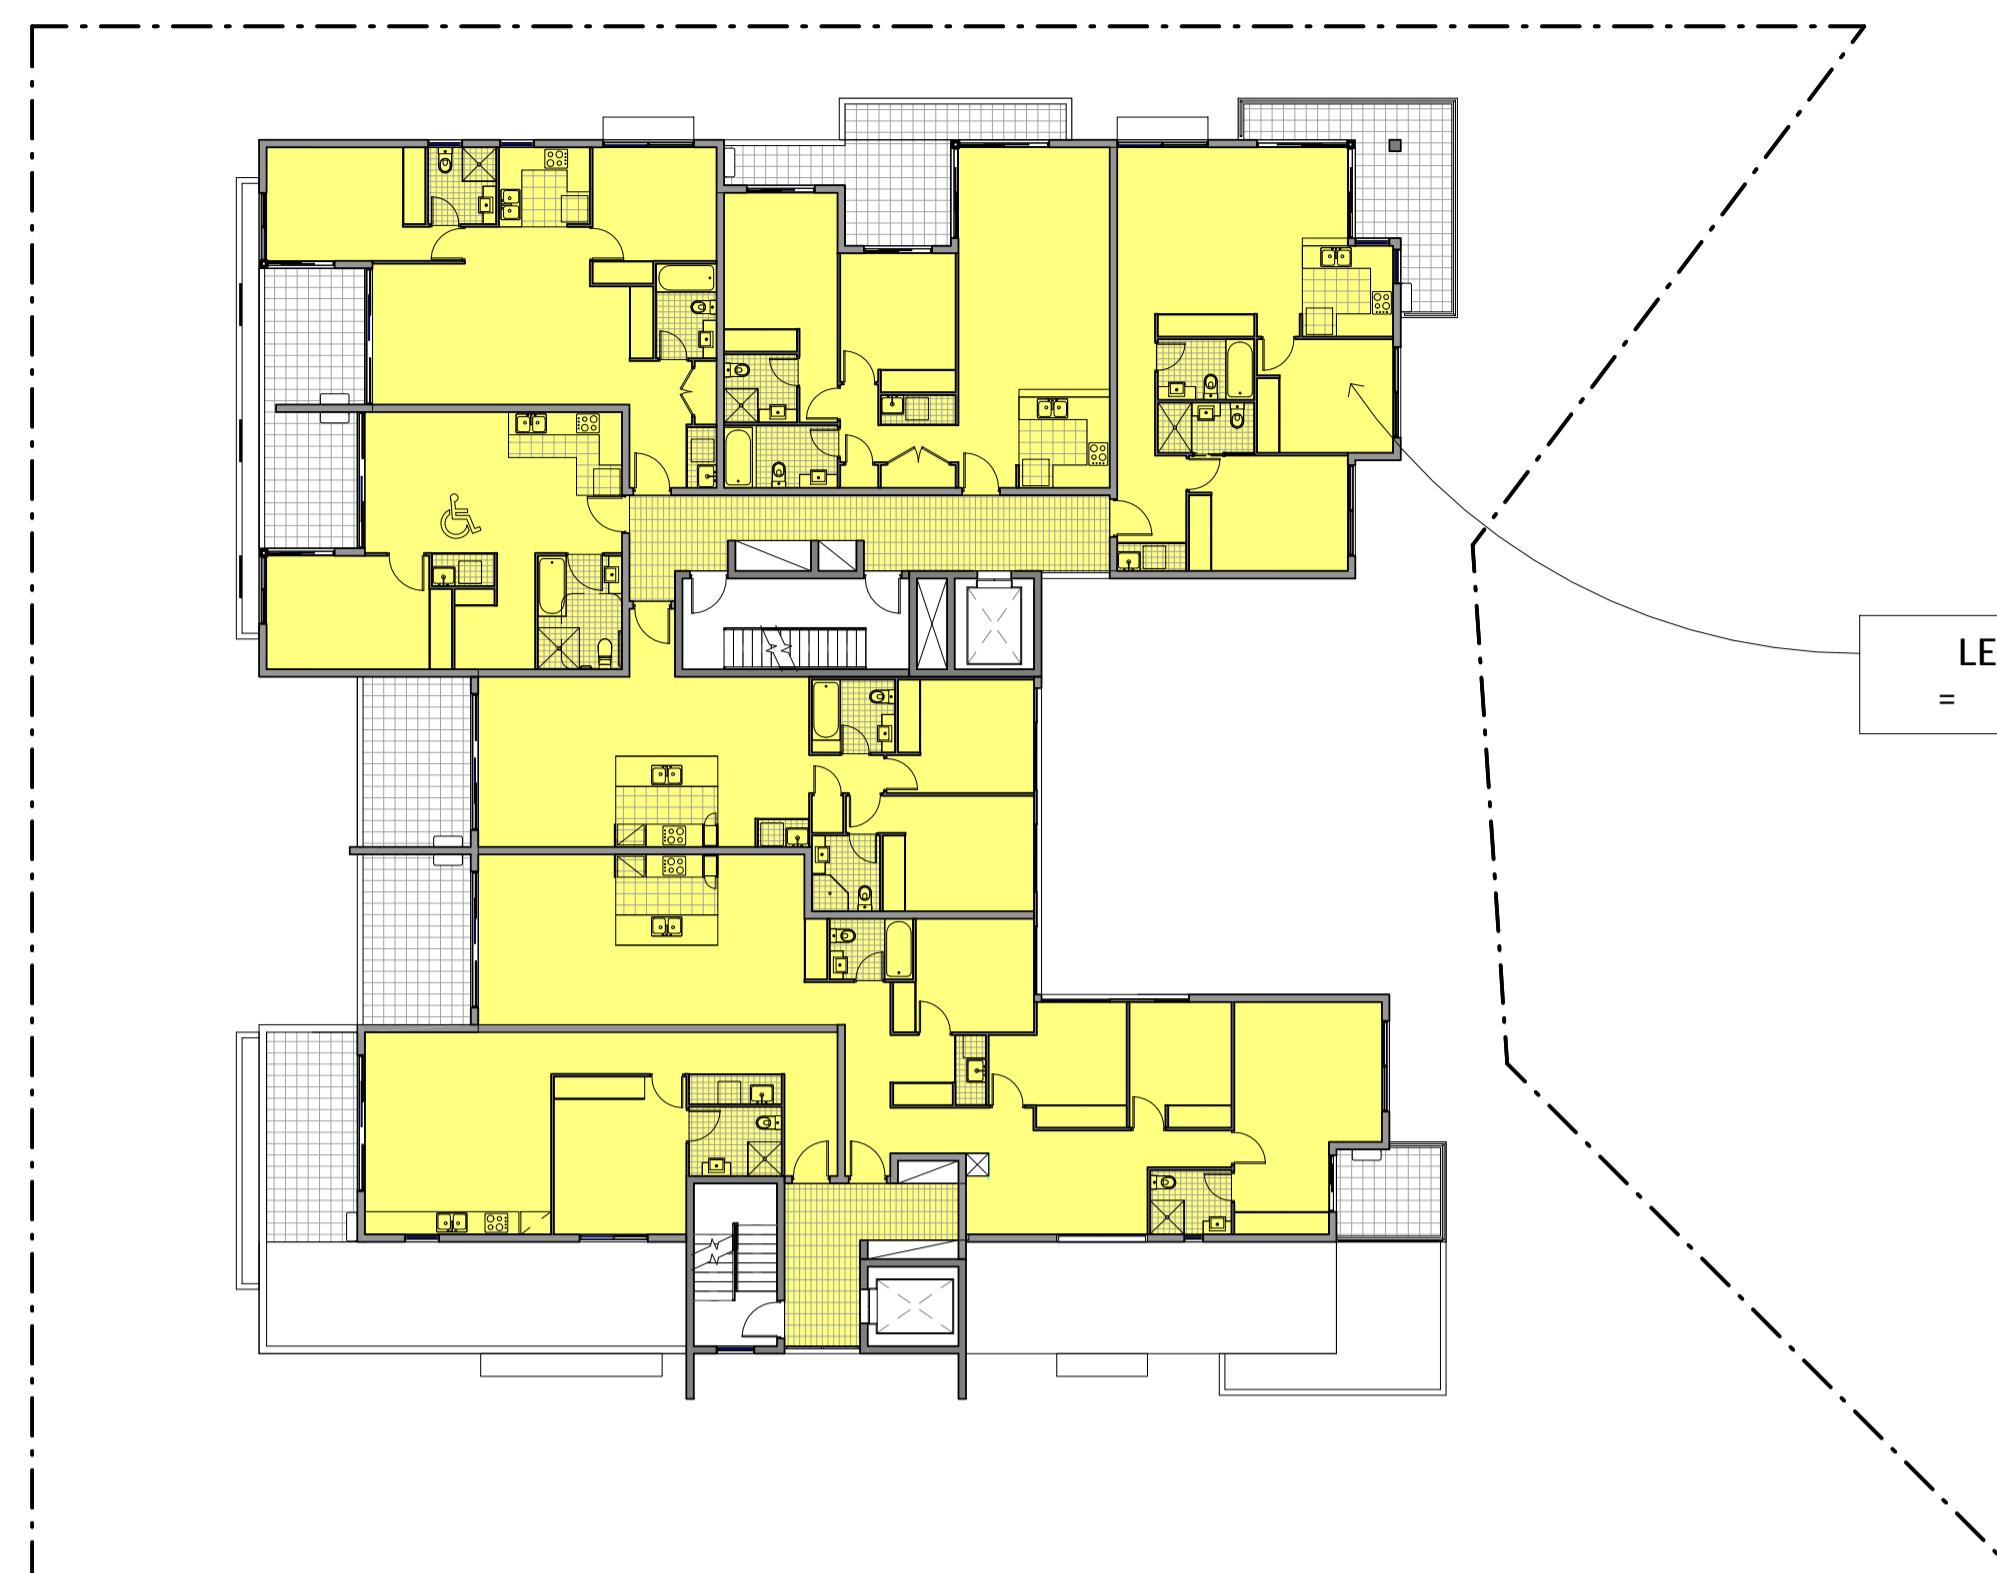 LE
=